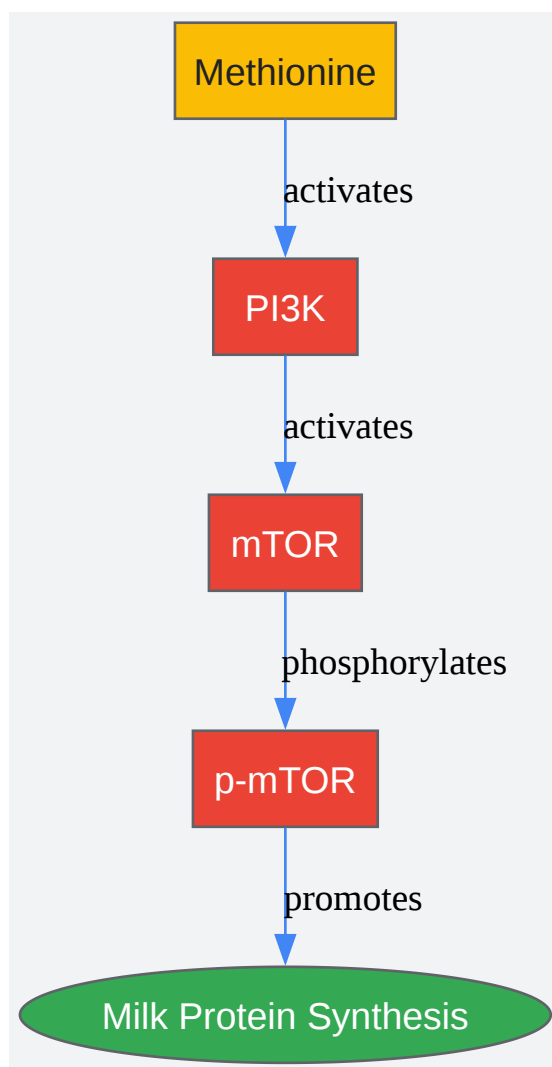 Methionine
activates
PI3K
activates
mTOR
phosphorylates
p-mTOR
promotes
Milk Protein Synthesis